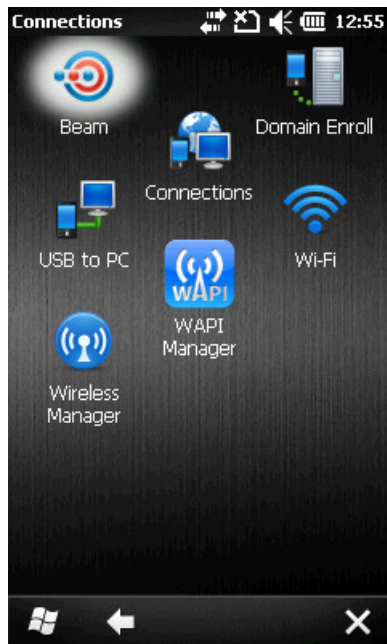 Connections 12:55
Beam
Domain Enroll
Connections
USB to PC
Wi-Fi
WAPI
WAPI
Manager
Wireless
Manager